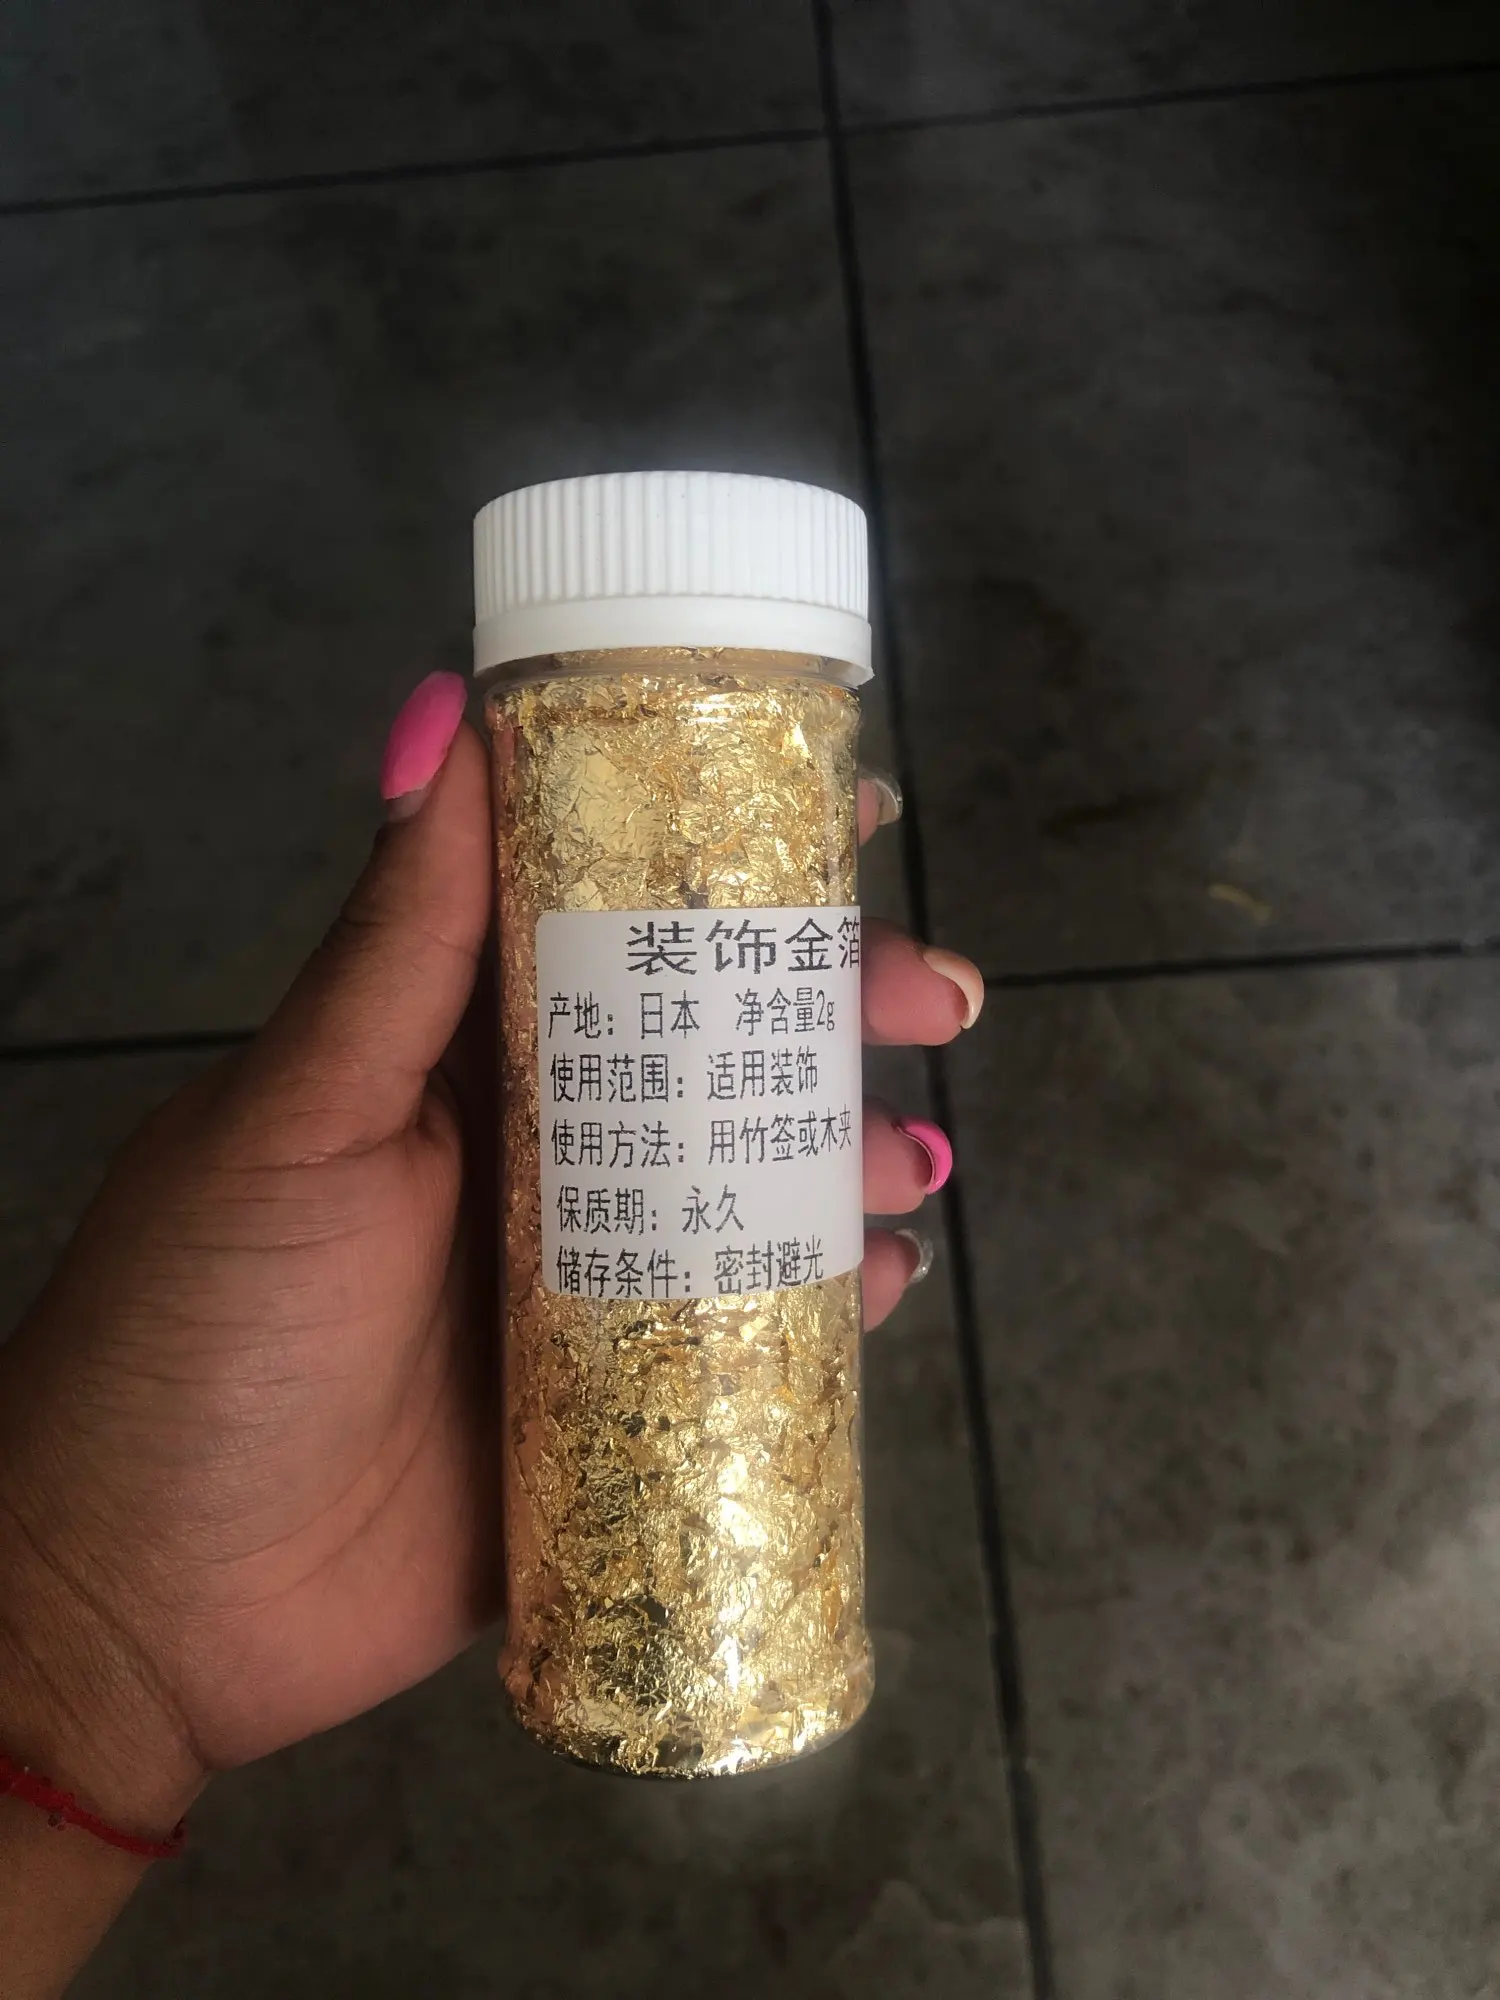 装饰金箔
产地：日本 净含量2g
使用范围：适用装饰
使用方法：用竹签或木夹
保质期：永久
储存条件：密封避光